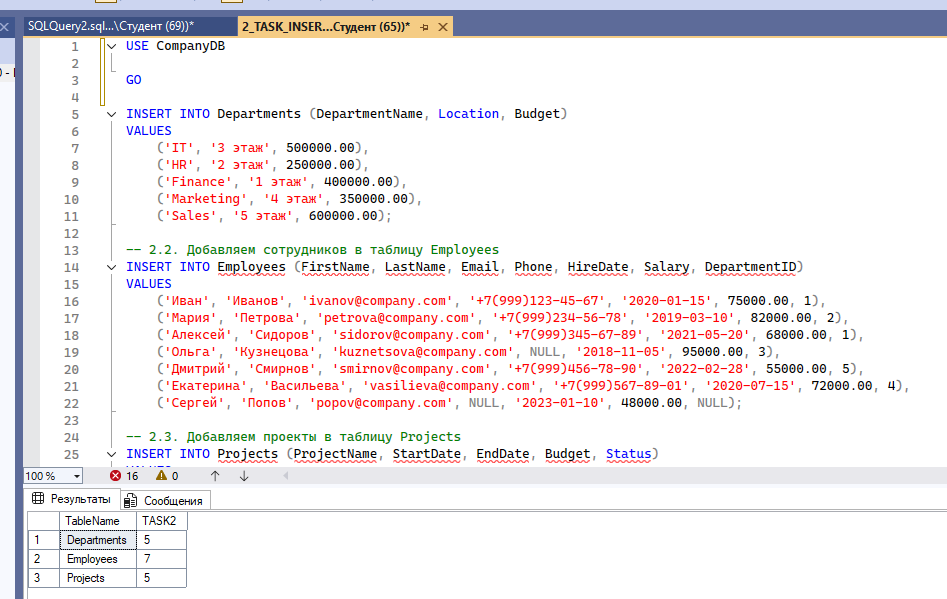 SQLQuery2.sql...\Студент (69))*
2_TASK_INSER...Студент (65))*
1 USE CompanyDB
2
3 GO
4
5 INSERT INTO Departments (DepartmentName, Location, Budget)
6 VALUES
7 ('IT', '3 этаж', 500000.00),
8 ('HR', '2 этаж', 250000.00),
9 ('Finance', '1 этаж', 400000.00),
10 ('Marketing', '4 этаж', 350000.00),
11 ('Sales', '5 этаж', 600000.00);
12
13 -- 2.2. Добавляем сотрудников в таблицу Employees
14 INSERT INTO Employees (FirstName, LastName, Email, Phone, HireDate, Salary, DepartmentID)
15 VALUES
16 ('Иван', 'Иванов', 'ivanov@company.com', '+7(999)123-45-67', '2020-01-15', 75000.00, 1),
17 ('Мария', 'Петрова', 'petrova@company.com', '+7(999)234-56-78', '2019-03-10', 82000.00, 2),
18 ('Алексей', 'Сидоров', 'sidorov@company.com', '+7(999)345-67-89', '2021-05-20', 68000.00, 1),
19 ('Ольга', 'Кузнецова', 'kuznetsova@company.com', NULL, '2018-11-05', 95000.00, 3),
20 ('Дмитрий', 'Смирнов', 'smirnov@company.com', '+7(999)456-78-90', '2022-02-28', 55000.00, 5),
21 ('Екатерина', 'Васильева', 'vasilieva@company.com', '+7(999)567-89-01', '2020-07-15', 72000.00, 4),
22 ('Сергей', 'Попов', 'popov@company.com', NULL, '2023-01-10', 48000.00, NULL);
23
24 -- 2.3. Добавляем проекты в таблицу Projects
25 INSERT INTO Projects (ProjectName, StartDate, EndDate, Budget, Status)
100 % 16 0
Результаты Сообщения
TableName TASK2
1 Departments 5
2 Employees 7
3 Projects 5